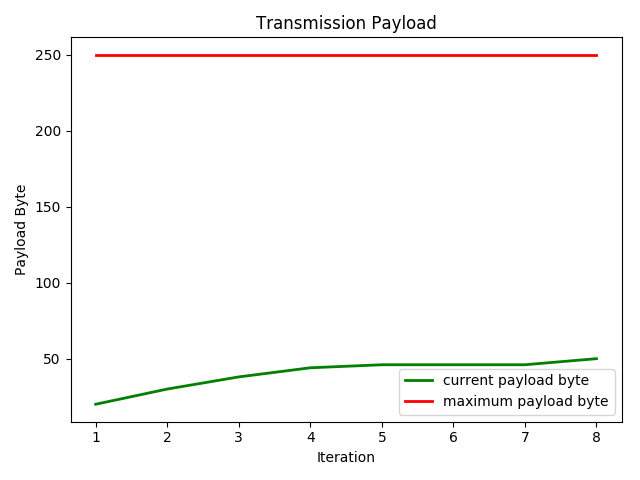 Transmission Payload
Payload Byte
250
200
150
100
50
current payload byte
maximum payload byte
1 2 3 4 5 6 7 8
Iteration